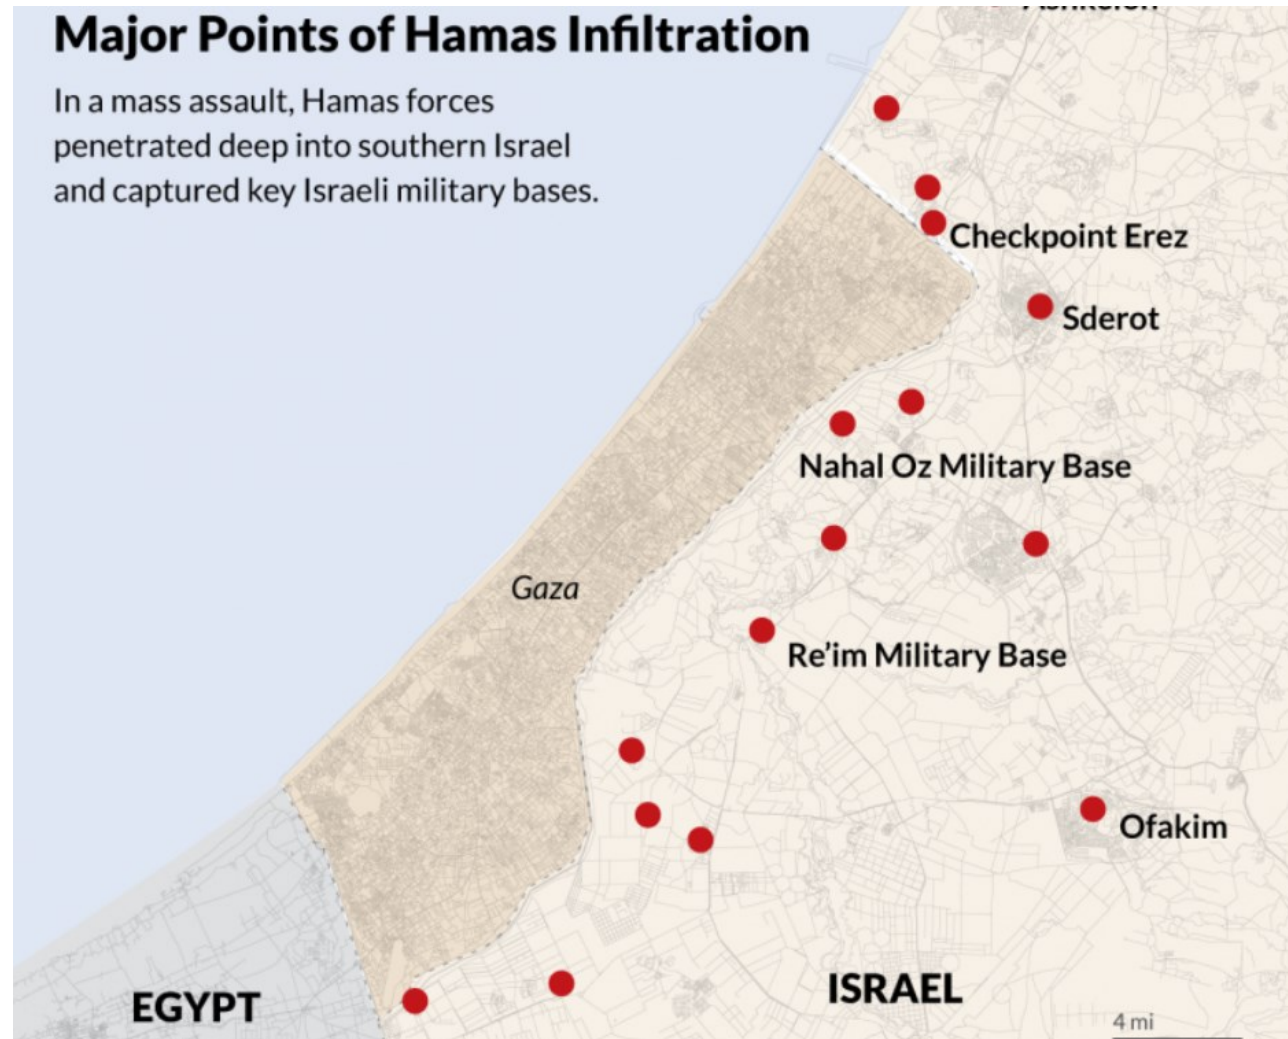 Major Points of Hamas Infiltration
In a mass assault, Hamas forces
penetrated deep into southern Israel
and captured key Israeli military bases.
Checkpoint Erez
Sderot
Nahal Oz Military Base
Gaza
Re'im Military Base
Ofakim
ISRAEL
EGYPT
4 mi